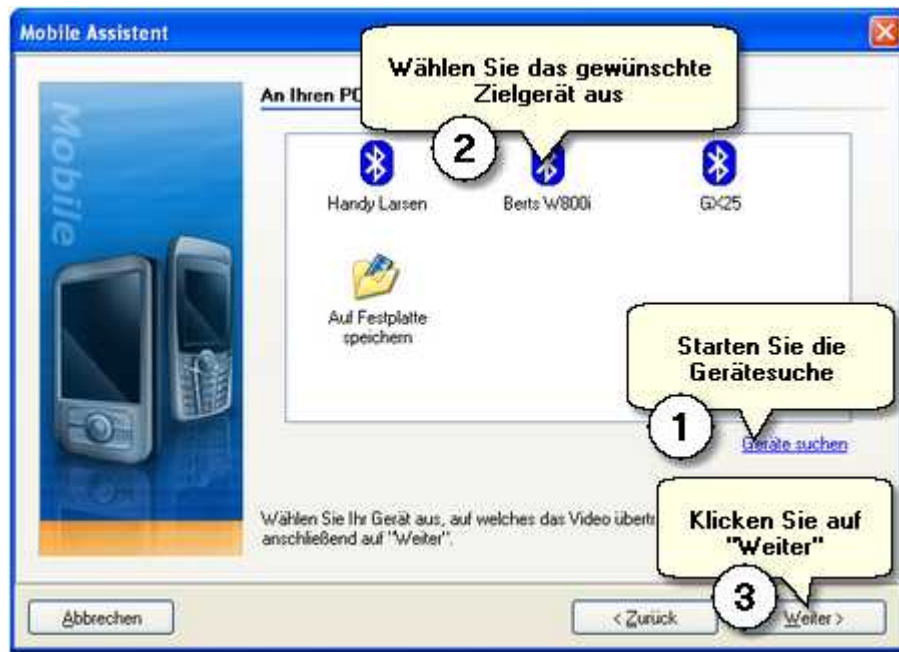 Mobile Assistent
Wählen Sie das gewünschte
Zielgerät aus
An Ihren PC
2
Mobile
Handy Larsen
Berts W800i
GX25
Auf Festplatte
speichern
Starten Sie die
Gerätesuche
1
Geräte suchen
Wählen Sie Ihr Gerät aus, auf welches das Video
anschließend auf "Weiter".
Klicken Sie auf
"Weiter"
3
Abbrechen
< Zurück
Weiter >